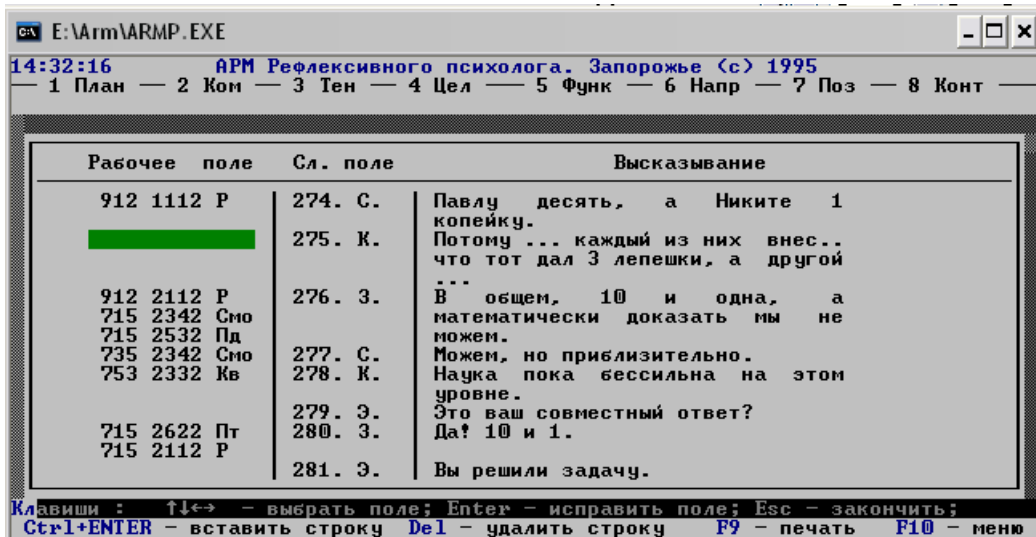 E:\Arm\ARMP.EXE
14:32:16 АРМ Рефлексивного психолога. Запорожье (c) 1995
1 План — 2 Ком — 3 Тен — 4 Цел — 5 Функ — 6 Напр — 7 Поз — 8 Конт
Рабочее поле Сл. поле Высказывание
912 1112 Р 274. С. Павлу десять, а Никите 1
копейку.
275. К. Потому ... каждый из них внес..
что тот дал 3 лепешки, а другой
...
912 2112 Р 276. З. В общем, 10 и одна, а
715 2342 Смо математически доказать мы не
715 2532 Пд можем.
735 2342 Смо 277. С. Можем, но приблизительно.
753 2332 Кв 278. К. Наука пока бессильна на этом
уровне.
279. Э. Это ваш совместный ответ?
715 2622 Пт 280. З. Да! 10 и 1.
715 2112 Р
281. Э. Вы решили задачу.
Клавиши : ↑↓↔ - выбрать поле; Enter - исправить поле; Esc - закончить;
Ctrl+ENTER - вставить строку Del - удалить строку F9 - печать F10 - меню